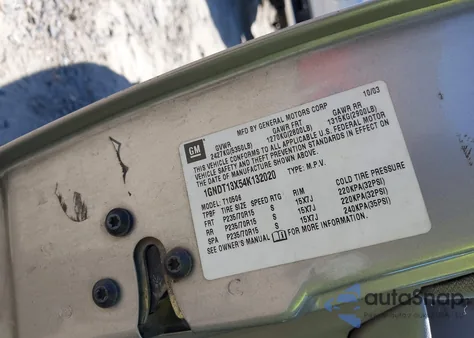 GM
MFD BY GENERAL MOTORS CORP 10/03
GVWR GAWR FRT GAWR RR
2427KG(5350LB) 1270KG(2800LB) 1315KG(2900LB)
THIS VEHICLE CONFORMS TO ALL APPLICABLE U.S. FEDERAL MOTOR
VEHICLE SAFETY AND THEFT PREVENTION STANDARDS IN EFFECT ON
THE DATE OF MANUFACTURE SHOWN ABOVE.
1GNDT13X54K132020 TYPE: M.P.V.
MODEL: T10506
TPBF TIRE SIZE SPEED RTG RIM COLD TIRE PRESSURE
FRT P235/70R15 S 15X7J 220KPA(32PSI)
RR P235/70R15 S 15X7J 220KPA(32PSI)
SPA P235/70R15 S 15X7J 240KPA(35PSI)
SEE OWNER'S MANUAL FOR MORE INFORMATION.
autoSnap